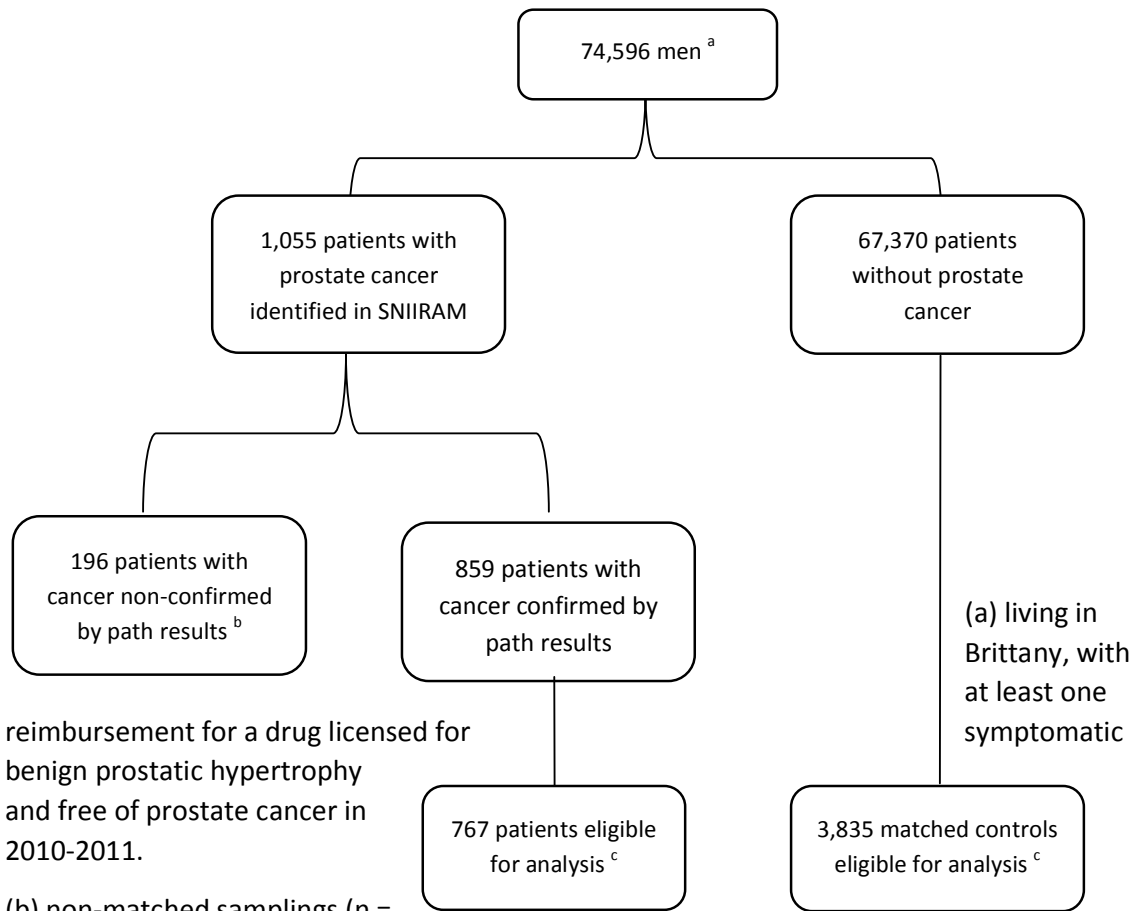 74,596 men a
1,055 patients with
prostate cancer
identified in SNIIRAM
67,370 patients
without prostate
cancer
196 patients with
cancer non-confirmed
by path results b
859 patients with
cancer confirmed by
path results
(a) living in
Brittany, with
at least one
symptomatic
reimbursement for a drug licensed for
benign prostatic hypertrophy
and free of prostate cancer in
2010-2011.
767 patients eligible
for analysis c
3,835 matched controls
eligible for analysis c
(b) non-matched samplings (n =